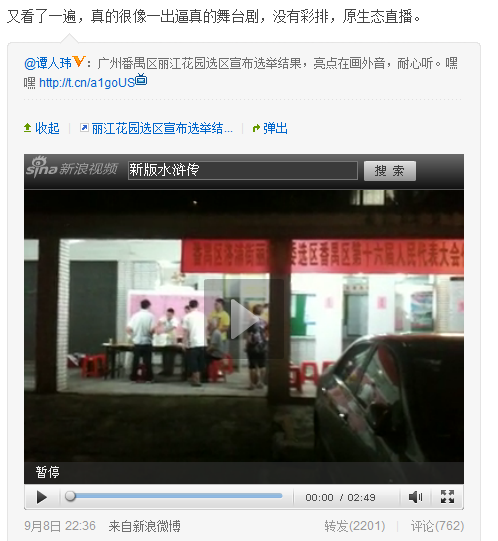 又看了一遍，真的很像一出逼真的舞台剧，没有彩排，原生态直播。
@谭人玮：广州番禺区丽江花园选区宣布选举结果，亮点在画外音，耐心听。嘿
嘿 http://t.cn/a1goUS
收起 | 丽江花园选区宣布选举结... | 弹出
sina 新浪视频 新版水浒传 搜 索
番禺区洛浦街丽江委选区番禺区第十六届人民代表大会
暂停
00:00 / 02:49
9月8日 22:36 来自新浪微博 转发(2201) | 评论(762)